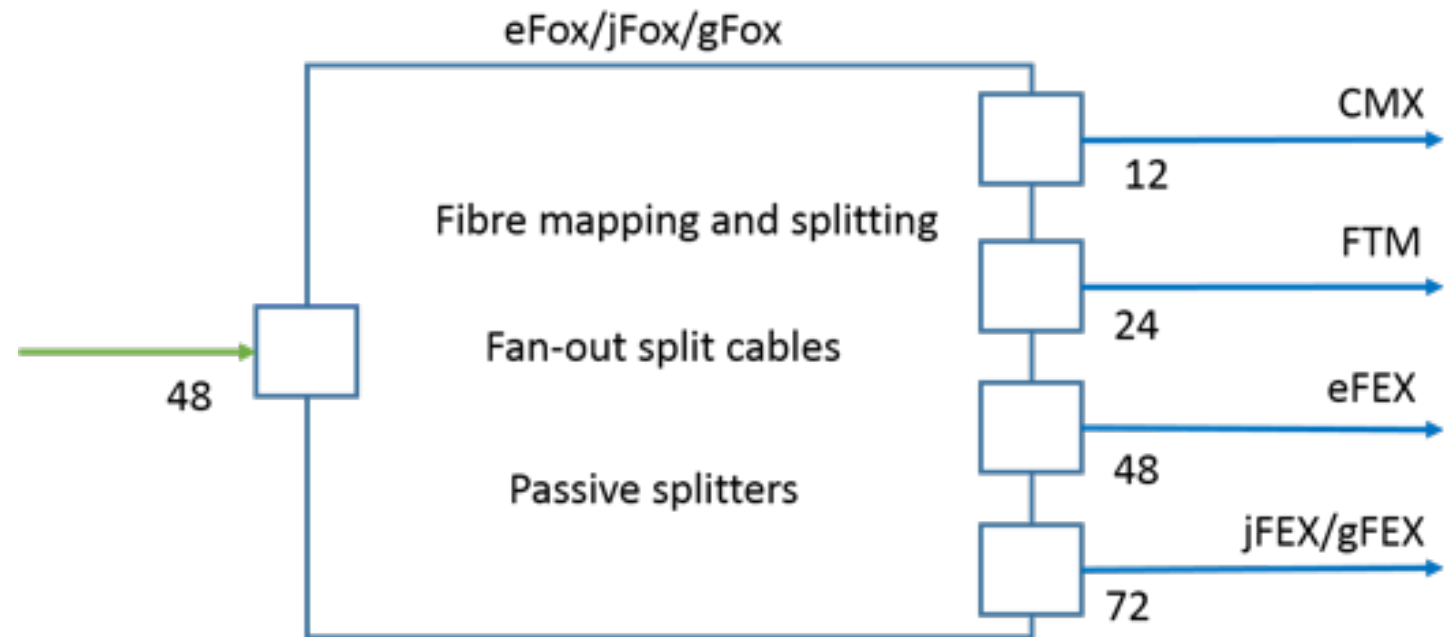 eFox/jFox/gFox
CMX
12
Fibre mapping and splitting
FTM
24
Fan-out split cables
48
eFEX
48
Passive splitters
jFEX/gFEX
72